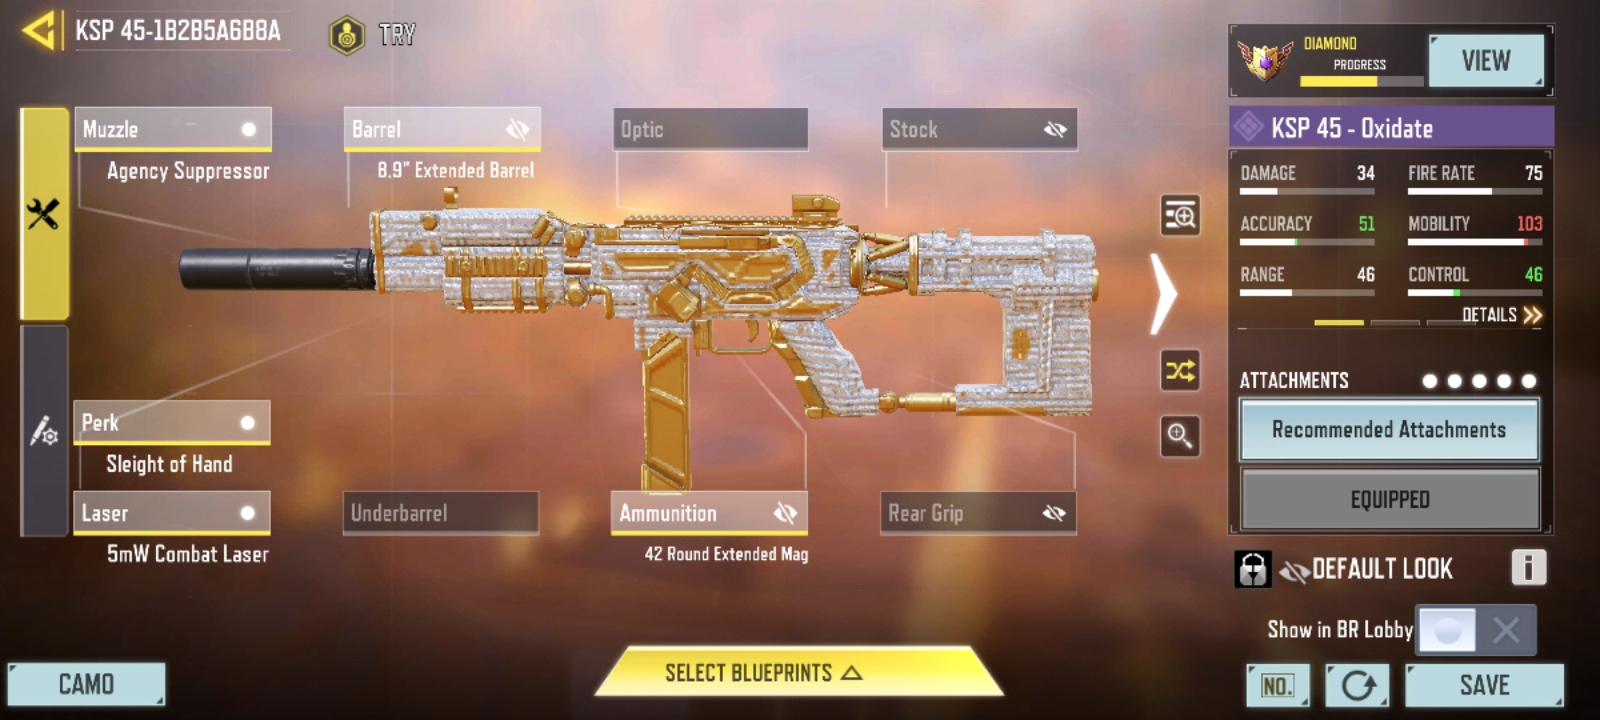 KSP 45-1B2B5A6B8A
TRY
DIAMOND
PROGRESS
VIEW
Muzzle
Agency Suppressor
Barrel
8.9" Extended Barrel
Optic
Stock
KSP 45 - Oxidate
DAMAGE 34
FIRE RATE 75
ACCURACY 51
MOBILITY 103
RANGE 46
CONTROL 46
DETAILS
ATTACHMENTS
Recommended Attachments
EQUIPPED
Perk
Sleight of Hand
Laser
5mW Combat Laser
Underbarrel
Ammunition
42 Round Extended Mag
Rear Grip
DEFAULT LOOK
i
Show in BR Lobby
CAMO
SELECT BLUEPRINTS
NO.
SAVE